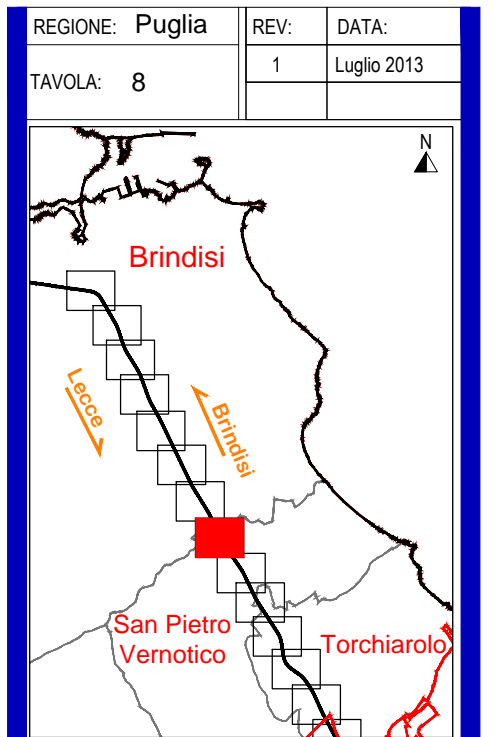 REGIONE: Puglia
REV: DATA:
1 Luglio 2013
TAVOLA: 8
N
Brindisi
Lecce
Brindisi
San Pietro
Vernotico
Torchiarolo